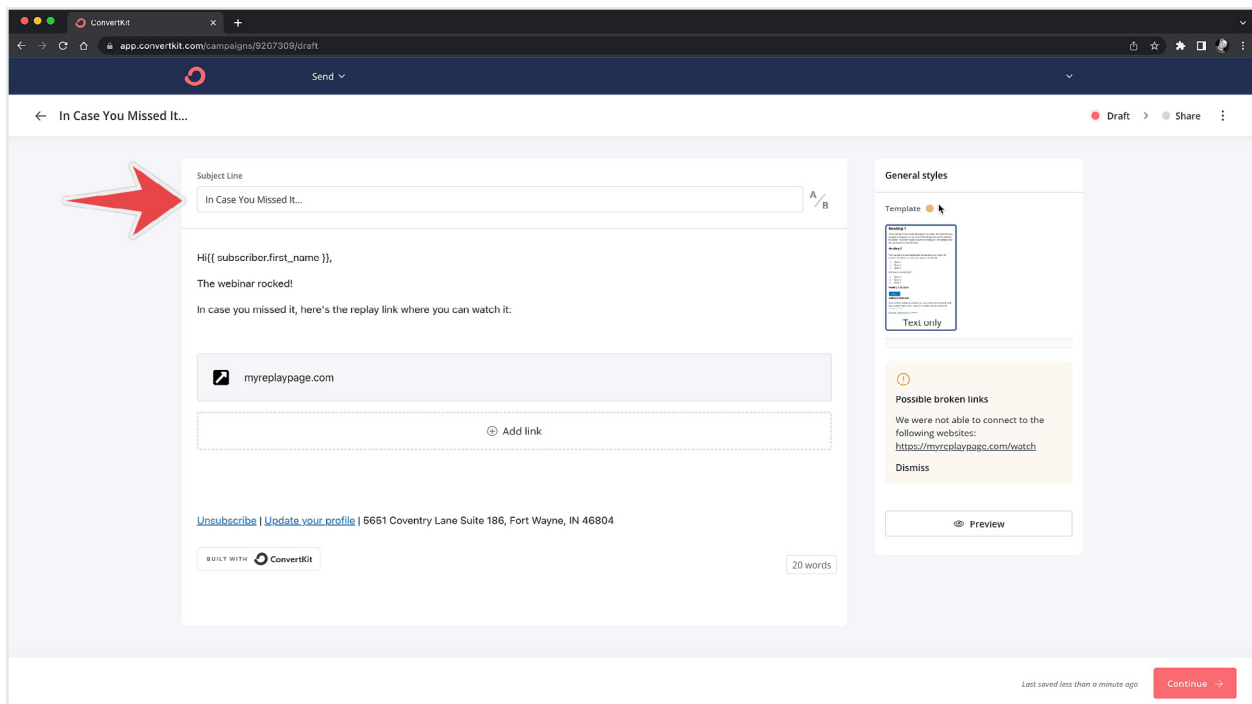 ConvertKit
app.convertkit.com/campaigns/9207309/draft
Send
In Case You Missed It...
Draft
Share
Subject Line
In Case You Missed It...
A/B
Hi{{ subscriber.first_name }},
The webinar rocked!
In case you missed it, here's the replay link where you can watch it:
myreplaypage.com
Add link
Unsubscribe | Update your profile | 5651 Coventry Lane Suite 186, Fort Wayne, IN 46804
BUILT WITH ConvertKit
20 words
General styles
Template
Heading 1
Heading 2
Text only
Possible broken links
We were not able to connect to the
following websites:
https://myreplaypage.com/watch
Dismiss
Preview
Last saved less than a minute ago
Continue